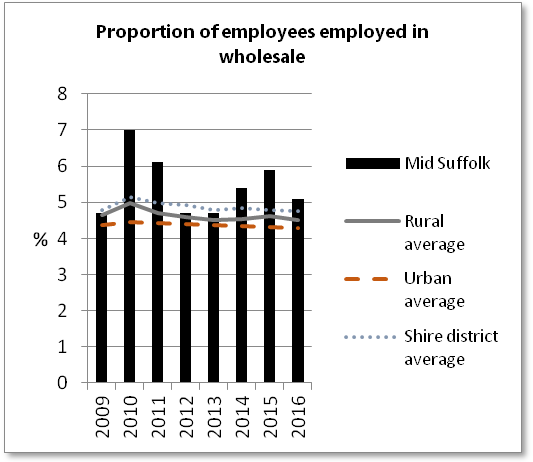 Proportion of employees employed in
wholesale
8
7
6
5
4
3
2
1
0
%
2009
2010
2011
2012
2013
2014
2015
2016
Mid Suffolk
Rural
average
Urban
average
Shire district
average